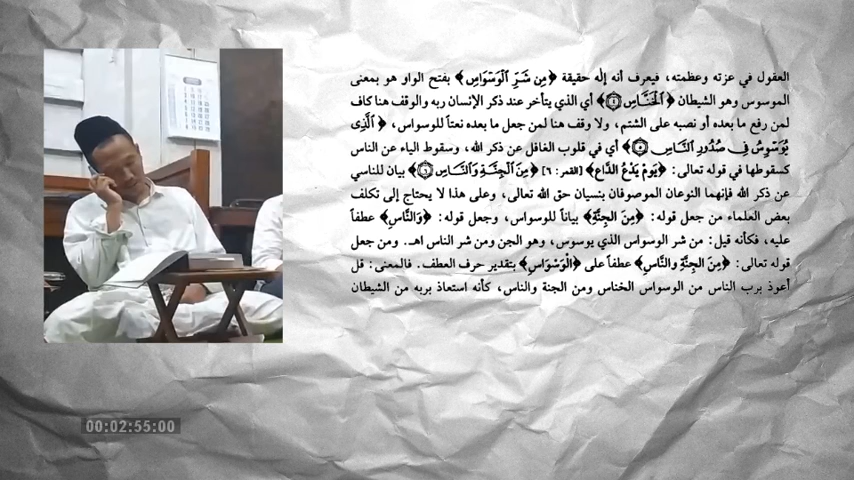 العقول في عزته وعظمته، فيعرف أنه إله حقيقة ﴿مِن شَرِّ ٱلْوَسْوَاسِ﴾ بفتح الواو هو بمعنى
الموسوس وهو الشيطان ﴿ٱلْخَنَّاسِ ۝٤﴾ أي الذي يتأخر عند ذكر الإنسان ربه والوقف هنا كاف
لمن رفع ما بعده أو نصبه على الشتم، ولا وقف هنا لمن جعل ما بعده نعتاً للوسواس، ﴿ٱلَّذِى
يُوَسْوِسُ فِى صُدُورِ ٱلنَّاسِ ۝٥﴾ أي في قلوب الغافل عن ذكر الله، وسقوط الياء عن الناس
كسقوطها في قوله تعالى: ﴿يَوْمَ يَدْعُ الدَّاعِ﴾ [القمر: ٦] ﴿مِنَ ٱلْجِنَّةِ وَٱلنَّاسِ ۝٦﴾ بيان للناسي
عن ذكر الله فإنهما النوعان الموصوفان بنسيان حق الله تعالى، وعلى هذا لا يحتاج إلى تكلف
بعض العلماء من جعل قوله: ﴿مِنَ الجِنَّةِ﴾ بياناً للوسواس، وجعل قوله: ﴿وَالنَّاسِ﴾ عطفاً
عليه، فكأنه قيل: من شر الوسواس الذي يوسوس، وهو الجن ومن شر الناس اهـ. ومن جعل
قوله تعالى: ﴿مِنَ الجِنَّةِ والنَّاسِ﴾ عطفاً على ﴿الْوَسْوَاسِ﴾ بتقدير حرف العطف. فالمعنى: قل
أعوذ برب الناس من الوسواس الخناس ومن الجنة والناس، كأنه استعاذ بربه من الشيطان
00:02:55:00